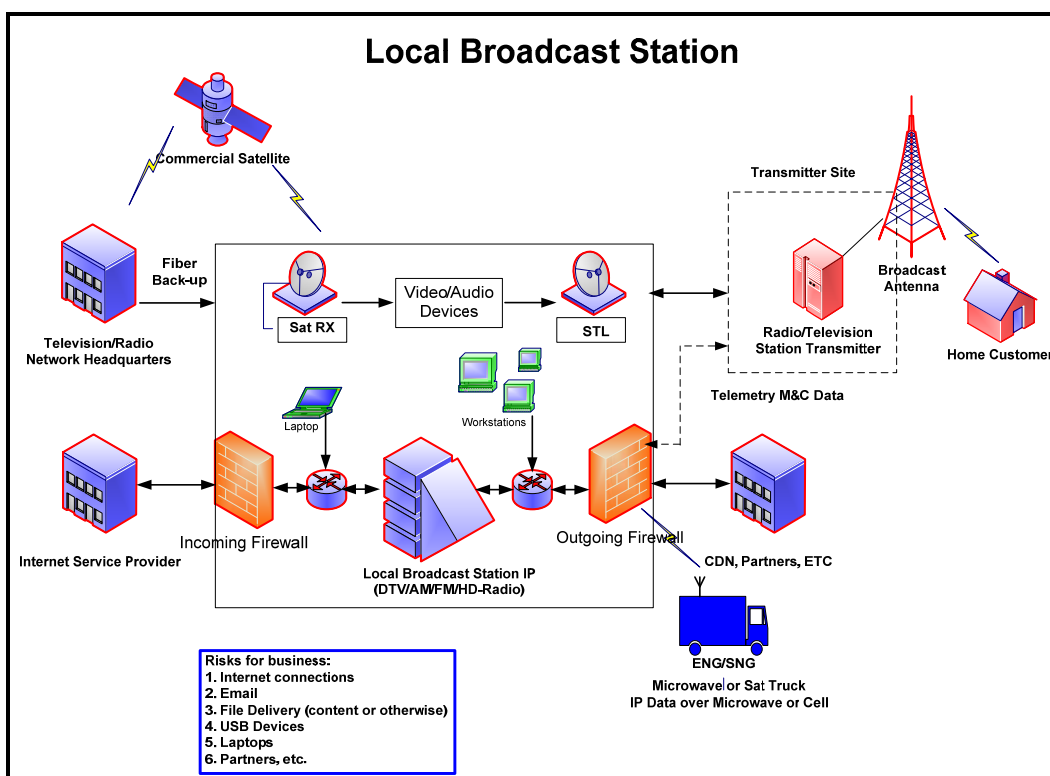 Local Broadcast Station
Commercial Satellite
Transmitter Site
Fiber
Back-up
Television/Radio
Network Headquarters
Sat RX
Video/Audio
Devices
STL
Radio/Television
Station Transmitter
Broadcast
Antenna
Home Customer
Telemetry M&C Data
Laptop
Workstations
Internet Service Provider
Incoming Firewall
Local Broadcast Station IP
(DTV/AM/FM/HD-Radio)
Outgoing Firewall
CDN, Partners, ETC
ENG/SNG
Microwave or Sat Truck
IP Data over Microwave or Cell
Risks for business:
1. Internet connections
2. Email
3. File Delivery (content or otherwise)
4. USB Devices
5. Laptops
6. Partners, etc.